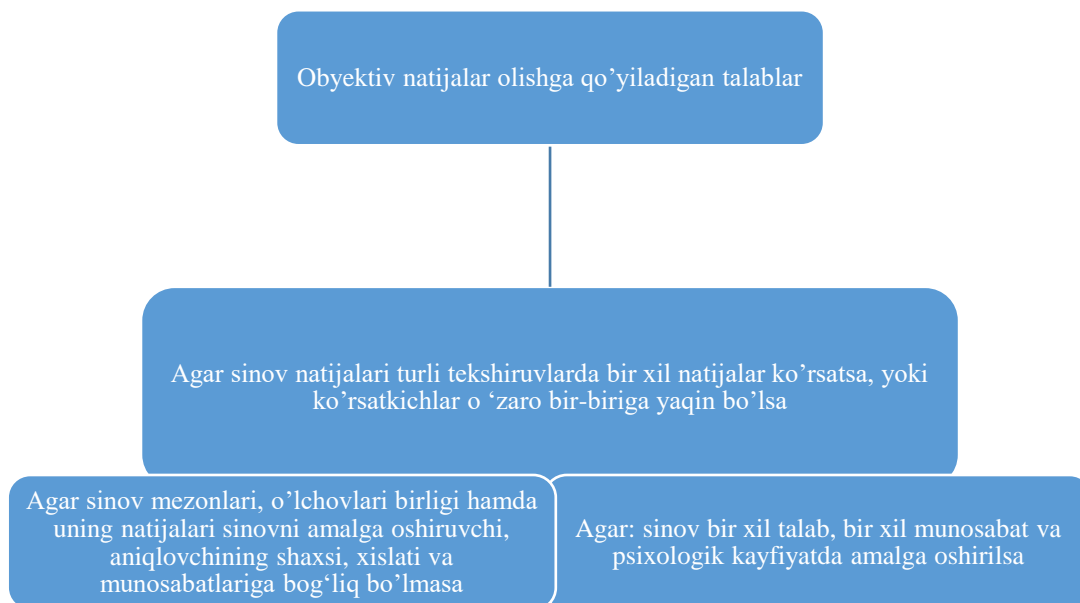 Obyektiv natijalar olishga qo’yiladigan talablar
Agar sinov natijalari turli tekshiruvlarda bir xil natijalar ko’rsatsa, yoki
ko’rsatkichlar o ‘zaro bir-biriga yaqin bo’lsa
Agar sinov mezonlari, o’lchovlari birligi hamda
uning natijalari sinovni amalga oshiruvchi,
aniqlovchining shaxsi, xislati va
munosabatlariga bog‘liq bo’lmasa
Agar: sinov bir xil talab, bir xil munosabat va
psixologik kayfiyatda amalga oshirilsa